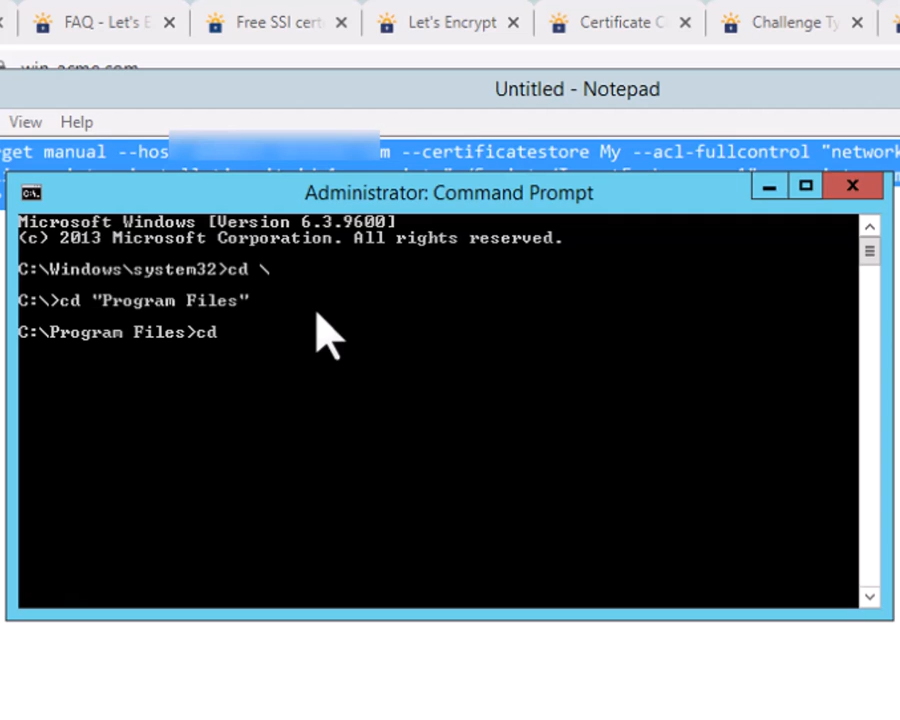 FAQ - Let's E
Free SSl cert
Let's Encrypt
Certificate C
Challenge Ty
win-acme.com
Untitled - Notepad
View Help
get manual --hos m --certificatestore My --acl-fullcontrol "network
Administrator: Command Prompt
Microsoft Windows [Version 6.3.9600]
(c) 2013 Microsoft Corporation. All rights reserved.
C:\Windows\system32>cd \
C:\>cd "Program Files"
C:\Program Files>cd